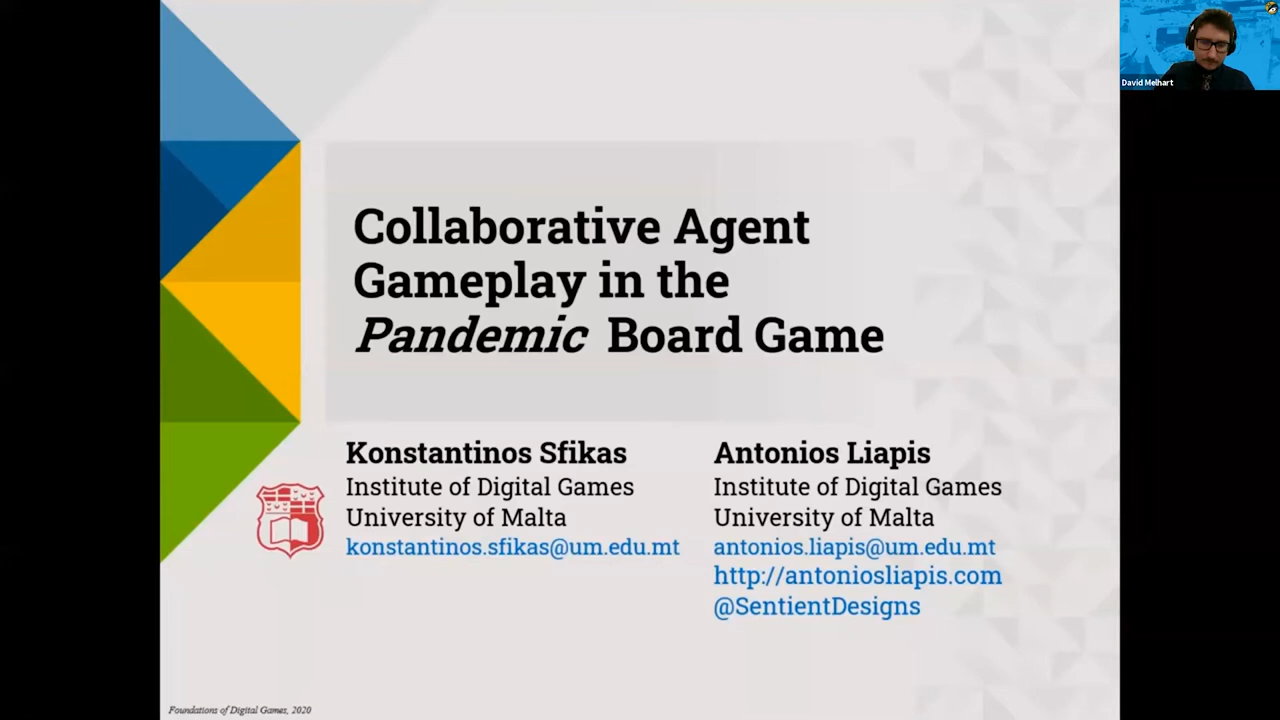 David Melhart
Collaborative Agent
Gameplay in the
Pandemic Board Game
Konstantinos Sfikas
Institute of Digital Games
University of Malta
konstantinos.sfikas@um.edu.mt
Antonios Liapis
Institute of Digital Games
University of Malta
antonios.liapis@um.edu.mt
http://antoniosliapis.com
@SentientDesigns
Foundations of Digital Games, 2020